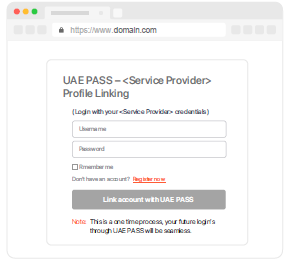 https://www.domain.com
UAE PASS – <Service Provider>
Profile Linking
{Login with your <Service Provider> credentials}
Username
Password
Rmember me
Don't have an account? Register now
Link account with UAE PASS
Note: This is a one time process, your future login's
through UAE PASS will be seamless.